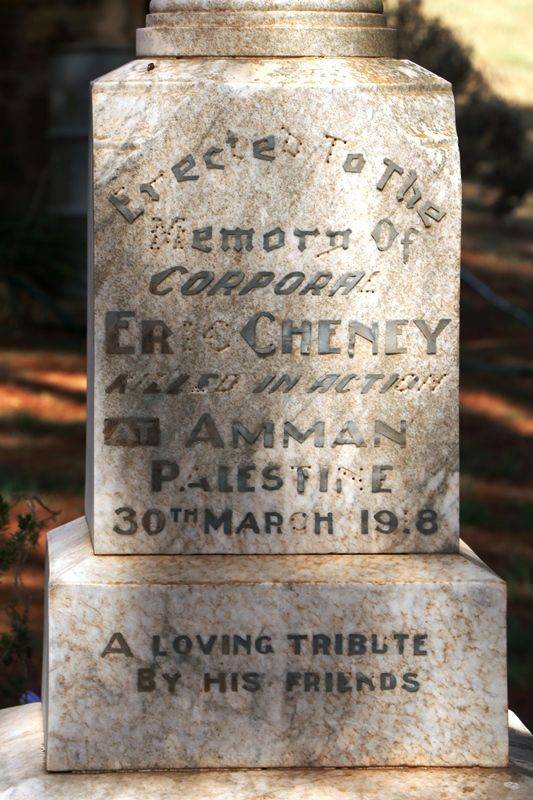 Erected To The
Memory Of
CORPORAL
ERIC CHENEY
KILLED IN ACTION
AT AMMAN
PALESTINE
30TH MARCH 1918
A LOVING TRIBUTE
BY HIS FRIENDS